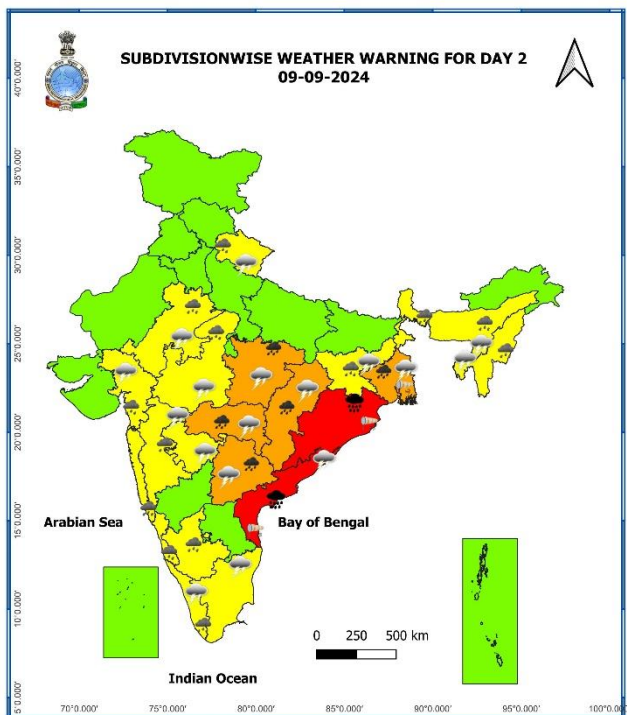 SUBDIVISIONWISE WEATHER WARNING FOR DAY 2
09-09-2024
40°0.000'
35°0.000'
30°0.000'
25°0.000'
20°0.000'
15°0.000'
10°0.000'
5°0.000'
Arabian Sea
Bay of Bengal
0 250 500 km
Indian Ocean
70°0.000' 75°0.000' 80°0.000' 85°0.000' 90°0.000' 95°0.000' 100°0.000'